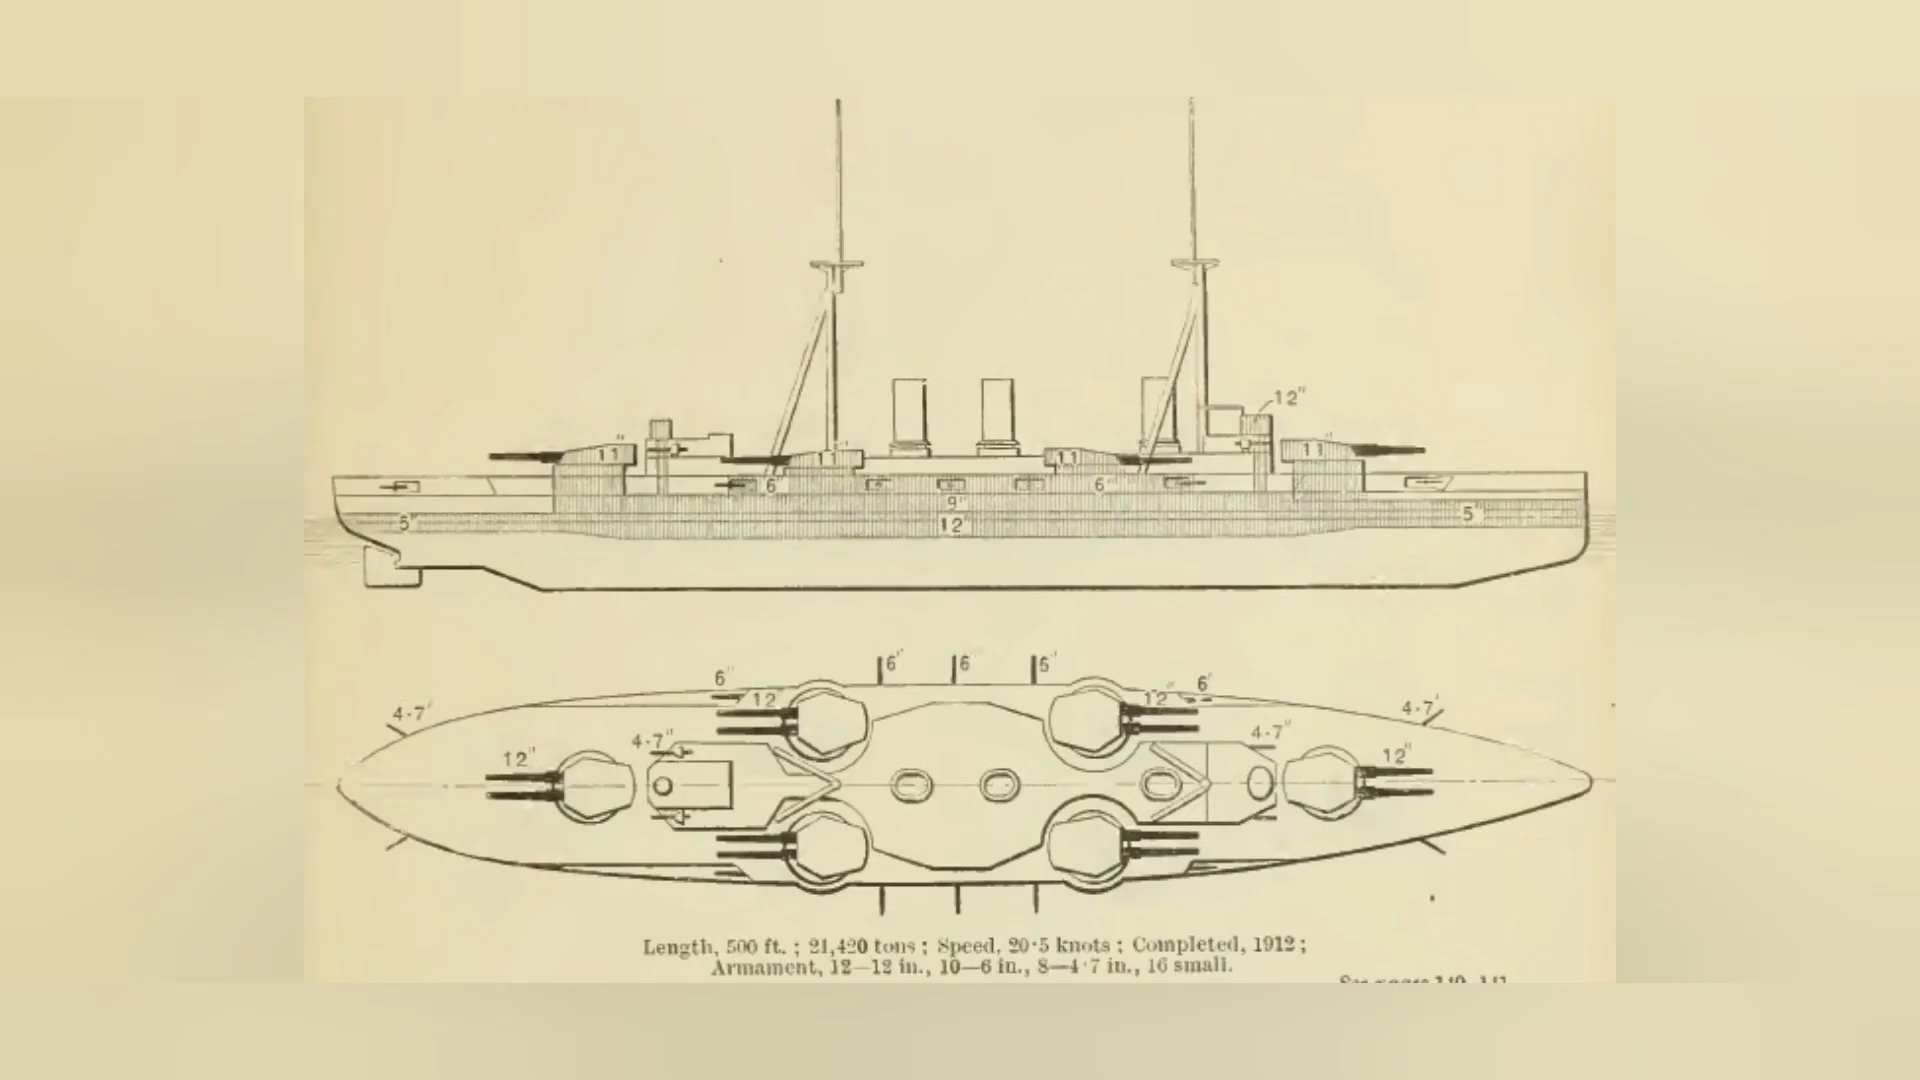 12"
11" 11" 11 11"
6" 6"
9"
5" 12" 5"
6" 6 5"
6" 12" 12" 6'
4·7' 4·7'
12" 4·7" 4·7" 12"
Length, 500 ft. ; 21,420 tons ; Speed, 20·5 knots ; Completed, 1912 ;
Armament, 12—12 in., 10—6 in., 8—4·7 in., 16 small.